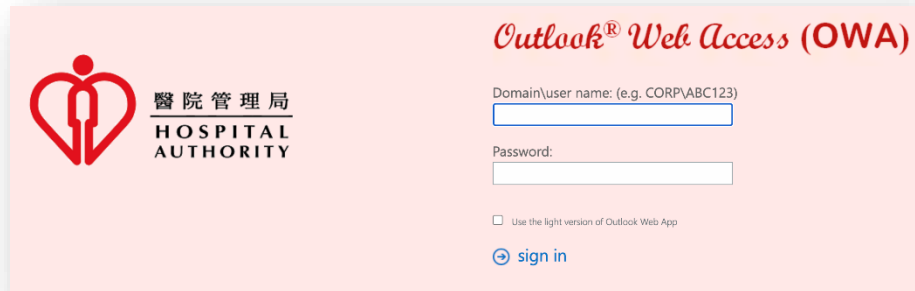 Outlook® Web Access (OWA)
醫院管理局
HOSPITAL
AUTHORITY
Domain\user name: (e.g. CORP\ABC123)
Password:
Use the light version of Outlook Web App
sign in